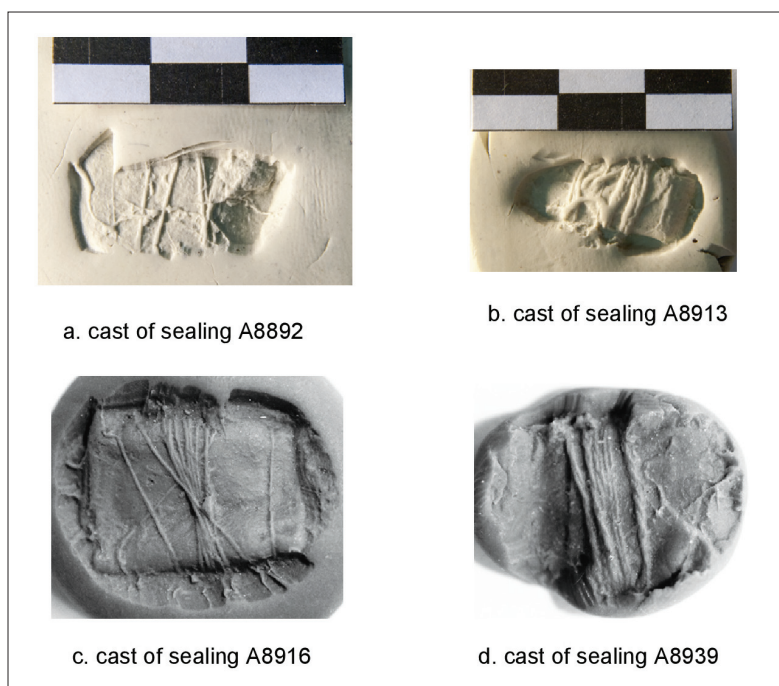 a. cast of sealing A8892
b. cast of sealing A8913
c. cast of sealing A8916
d. cast of sealing A8939